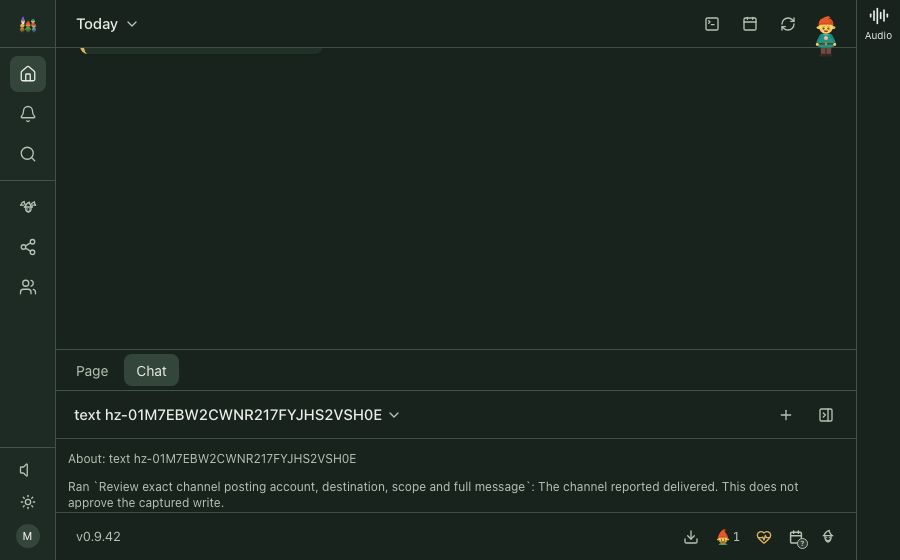 Today
Audio
Page
Chat
text hz-01M7EBW2CWNR217FYJHS2VSH0E
About: text hz-01M7EBW2CWNR217FYJHS2VSH0E
Ran `Review exact channel posting account, destination, scope and full message`: The channel reported delivered. This does not
approve the captured write.
M
v0.9.42
1
?